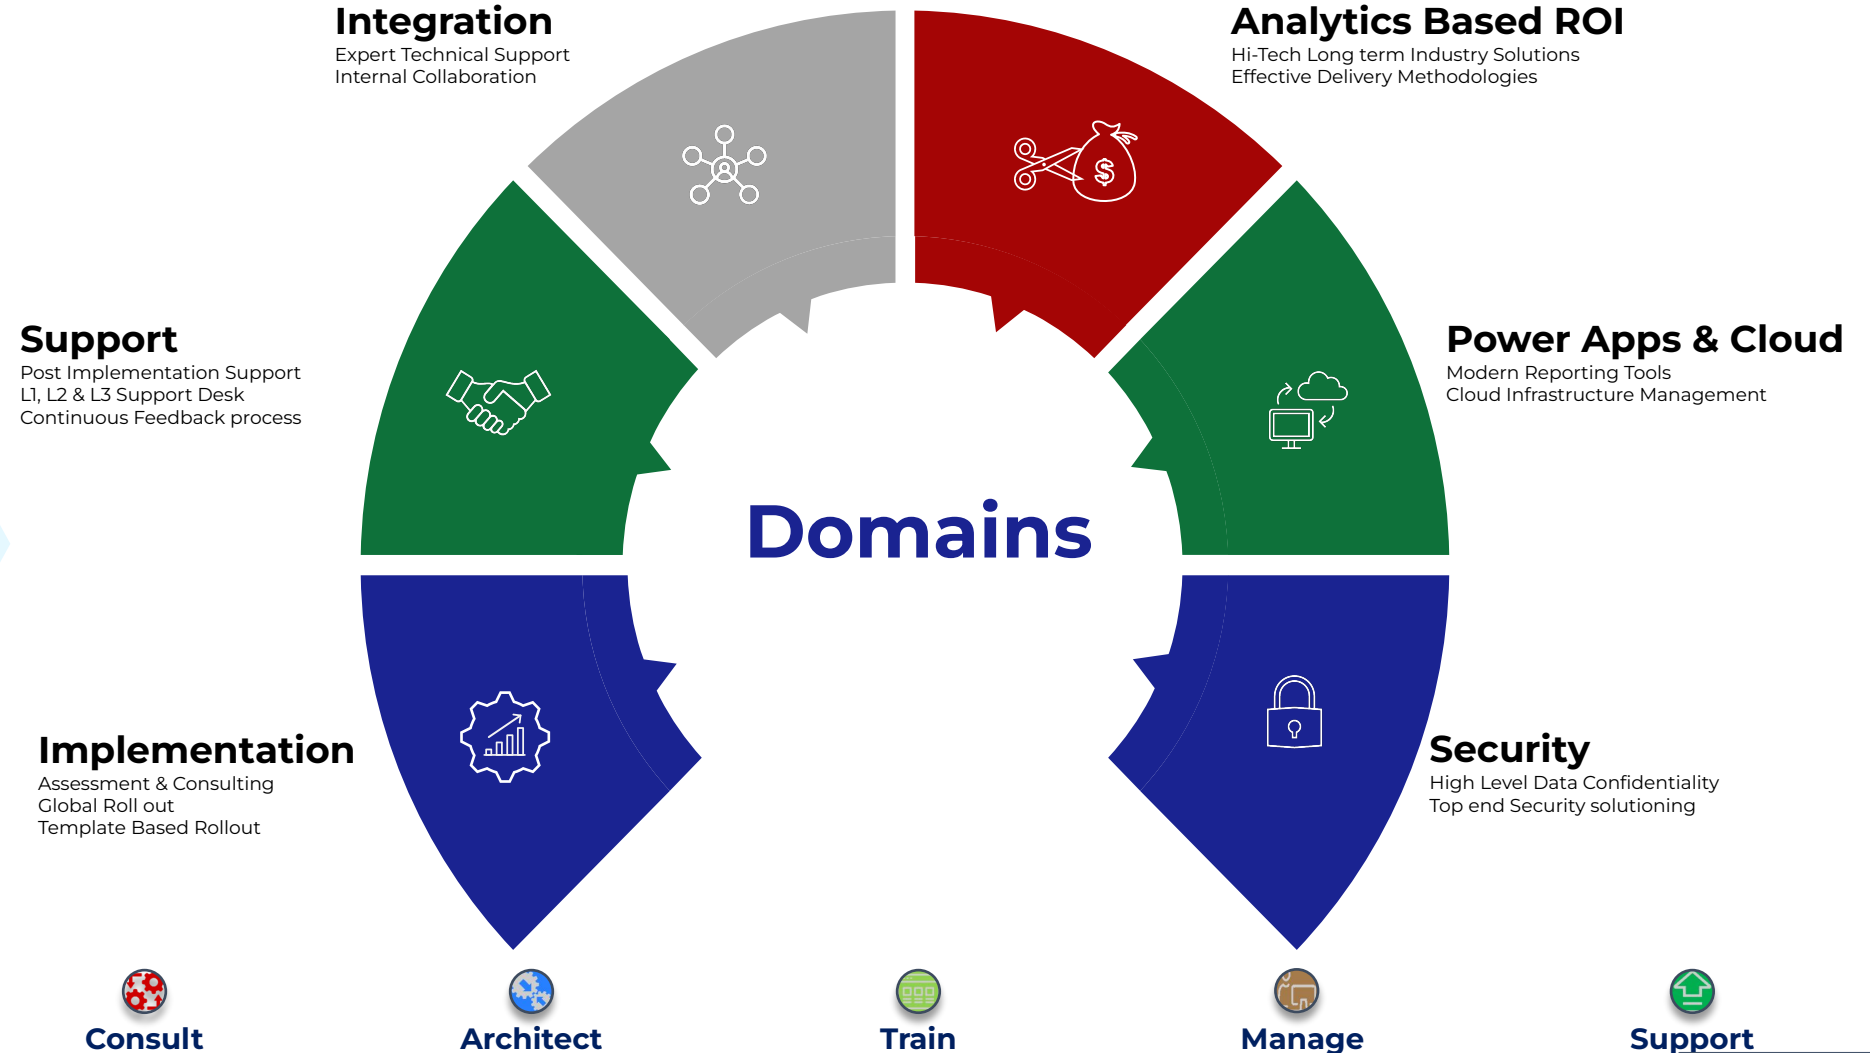 Integration
Expert Technical Support
Internal Collaboration
Analytics Based ROI
Hi-Tech Long term Industry Solutions
Effective Delivery Methodologies
$
Support
Post Implementation Support
L1, L2 & L3 Support Desk
Continuous Feedback process
Power Apps & Cloud
Modern Reporting Tools
Cloud Infrastructure Management
Domains
Implementation
Assessment & Consulting
Global Roll out
Template Based Rollout
Security
High Level Data Confidentiality
Top end Security solutioning
Consult
Architect
Train
Manage
Support